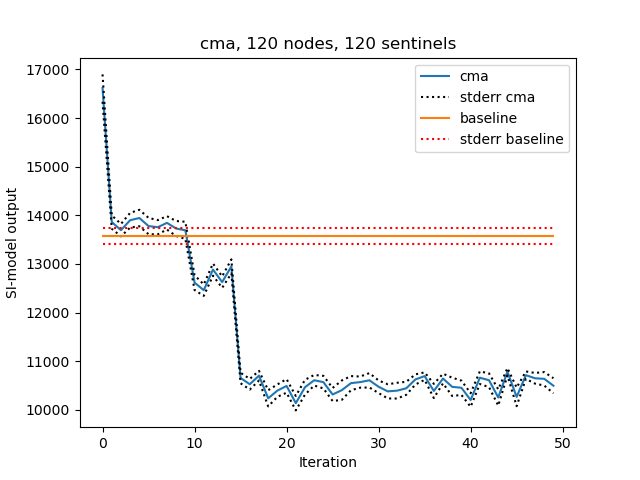 cma, 120 nodes, 120 sentinels
17000
16000
15000
14000
13000
12000
11000
10000
SI-model output
cma
stderr cma
baseline
stderr baseline
0
10
20
30
40
50
Iteration